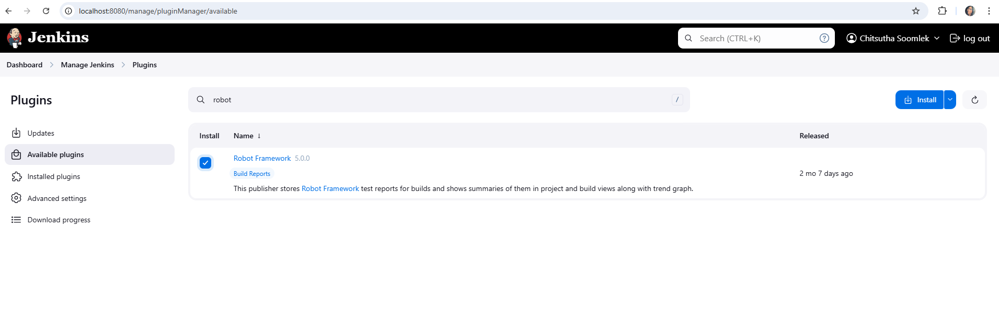 localhost:8080/manage/pluginManager/available
Jenkins
Search (CTRL+K)
?
Chitsutha Soomlek
log out
Dashboard
Manage Jenkins
Plugins
Plugins
robot
/
Install
Updates
Available plugins
Installed plugins
Advanced settings
Download progress
Install
Name ↓
Released
Robot Framework 5.0.0
Build Reports
This publisher stores Robot Framework test reports for builds and shows summaries of them in project and build views along with trend graph.
2 mo 7 days ago